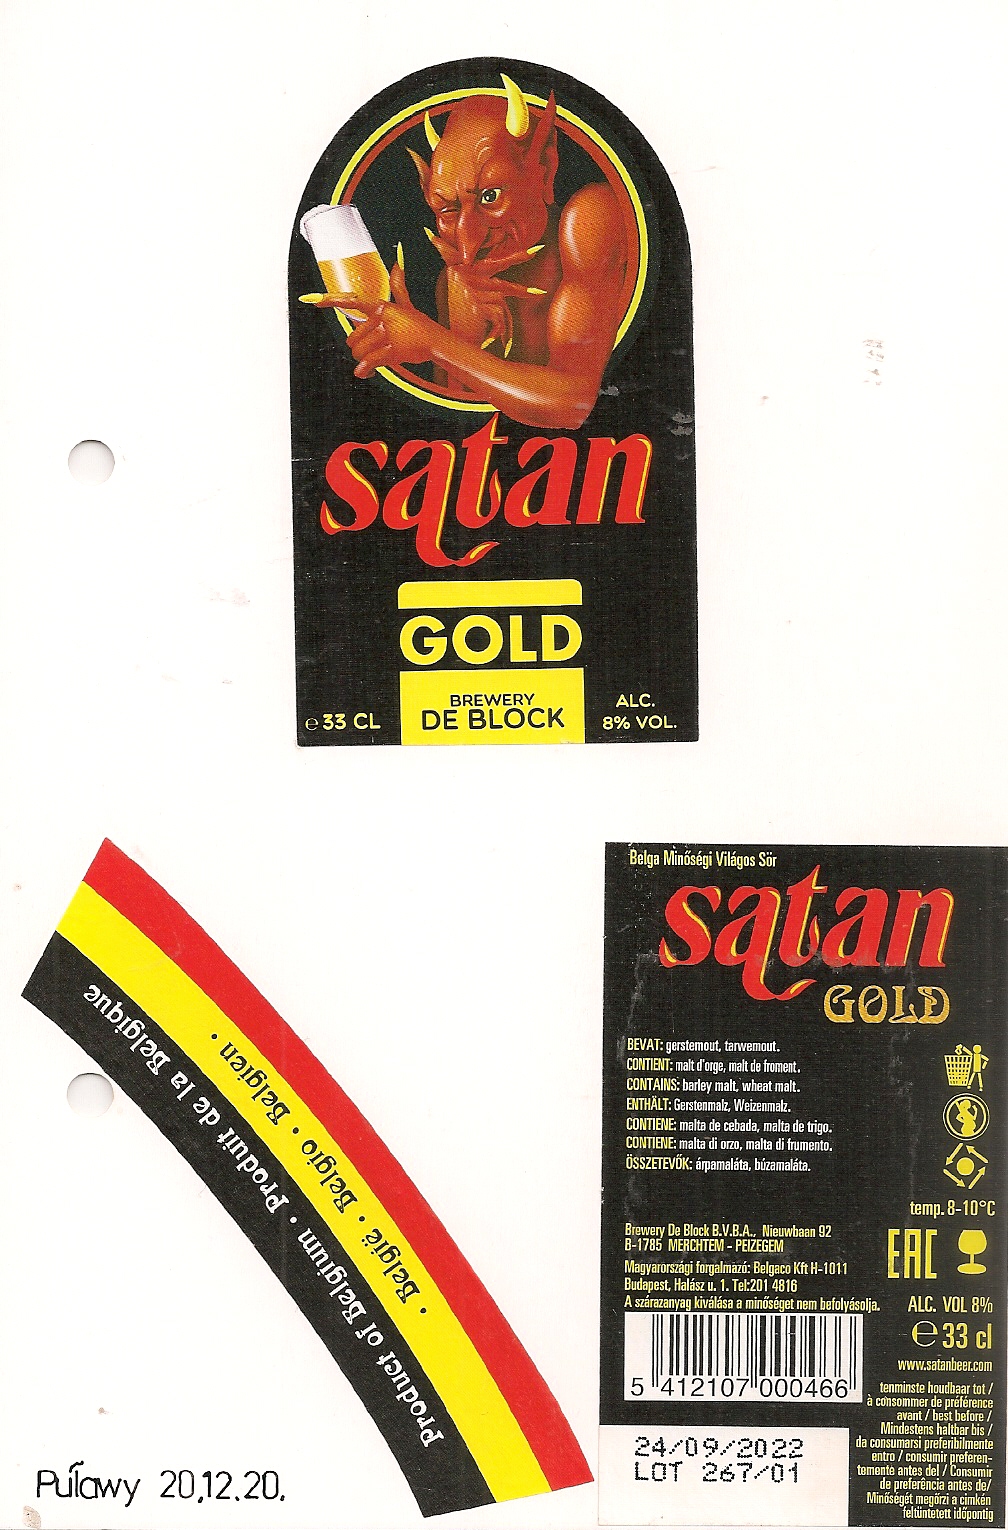 satan
GOLD
BREWERY
DE BLOCK
e 33 CL
ALC.
8% VOL.
Product of Belgium . Produit de la Belgique
. België . Belgio . Belgien .
Belga Minőségi Világos Sör
satan
GOLD
BEVAT: gerstemout, tarwemout.
CONTIENT: malt d'orge, malt de froment.
CONTAINS: barley malt, wheat malt.
ENTHÄLT: Gerstenmalz, Weizenmalz.
CONTIENE: malta de cebada, malta de trigo.
CONTIENE: malta di orzo, malta di frumento.
ÖSSZETEVŐK: árpamaláta, búzamaláta.
temp. 8-10°C
Brewery De Block B.V.B.A., Nieuwbaan 92
B-1785 MERCHTEM - PEIZEGEM
Magyarországi forgalmazó: Belgaco Kft H-1011
Budapest, Halász u. 1. Tel:201 4816
A szárazanyag kiválása a minőséget nem befolyásolja.
EAC
ALC. VOL 8%
e 33 cl
www.satanbeer.com
5 412107 000466
tenminste houdbaar tot /
à consommer de préférence
avant / best before /
Mindestens haltbar bis /
da consumarsi preferibilmente
entro / consumir preferen-
temente antes del / Consumir
de preferência antes de/
Minőségét megőrzi a cimkén
feltüntetett időpontig
24/09/2022
LOT 267/01
Puławy 20.12.20.